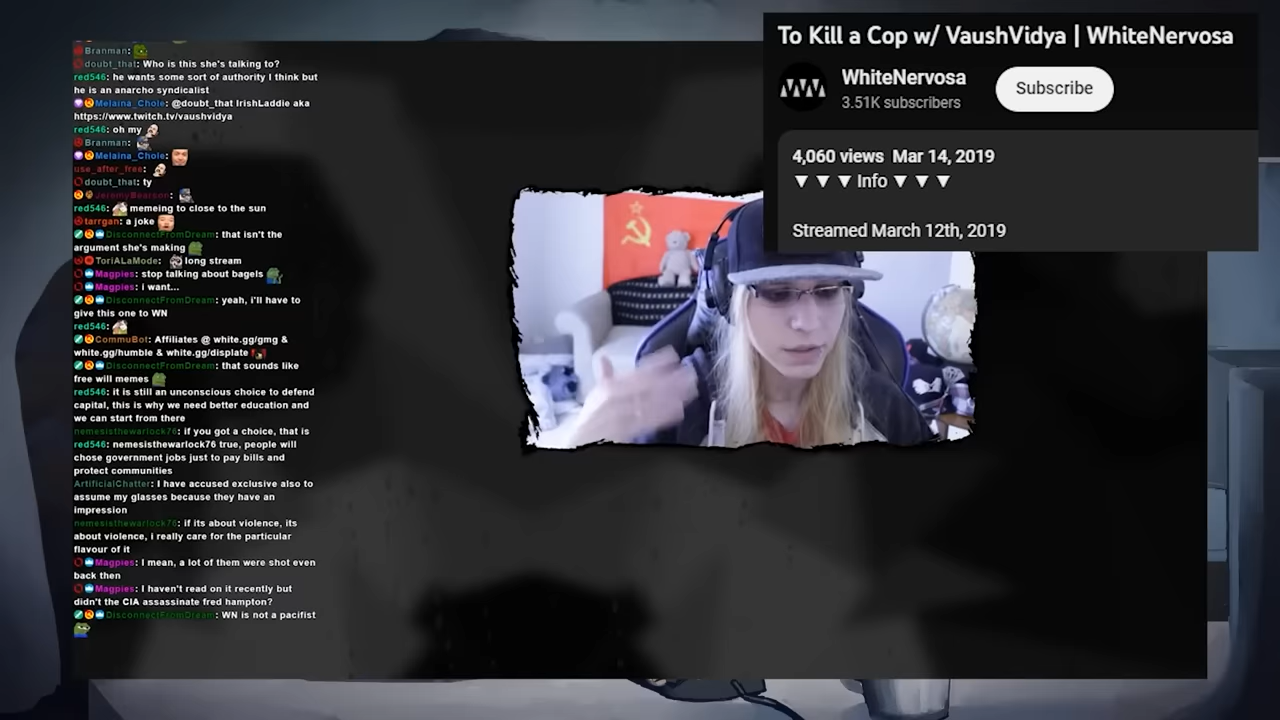 Branman:
doubt_that: Who is this she's talking to?
red546: he wants some sort of authority I think but
he is an anarcho syndicalist
Melaina_Chole: @doubt_that IrishLaddie aka
https://www.twitch.tv/vaushvidya
red546: oh my
Branman:
Melaina_Chole:
use_after_free:
doubt_that: ty
JeremyBearson:
red546: memeing to close to the sun
tarrgan: a joke
DisconnectFromDream: that isn't the
argument she's making
ToriALaMode: long stream
Magpies: stop talking about bagels
Magpies: i want...
DisconnectFromDream: yeah, i'll have to
give this one to WN
red546:
CommuBot: Affiliates @ white.gg/gmg &
white.gg/humble & white.gg/displate
DisconnectFromDream: that sounds like
free will memes
red546: it is still an unconscious choice to defend
capital, this is why we need better education and
we can start from there
nemesisthewarlock76: if you got a choice, that is
red546: nemesisthewarlock76 true, people will
chose government jobs just to pay bills and
protect communities
ArtificialChatter: I have accused exclusive also to
assume my glasses because they have an
impression
nemesisthewarlock76: if its about violence, its
about violence, i really care for the particular
flavour of it
Magpies: I mean, a lot of them were shot even
back then
Magpies: I haven't read on it recently but
didn't the CIA assassinate fred hampton?
DisconnectFromDream: WN is not a pacifist
To Kill a Cop w/ VaushVidya | WhiteNervosa
WhiteNervosa
3.51K subscribers
Subscribe
4,060 views Mar 14, 2019
▼ ▼ ▼ Info ▼ ▼ ▼
Streamed March 12th, 2019